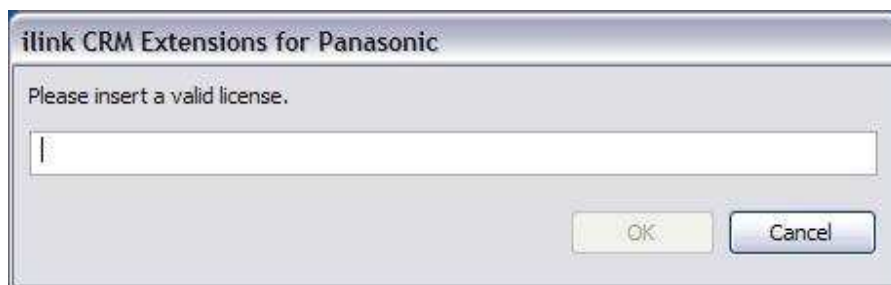 ilink CRM Extensions for Panasonic
Please insert a valid license.
OK
Cancel